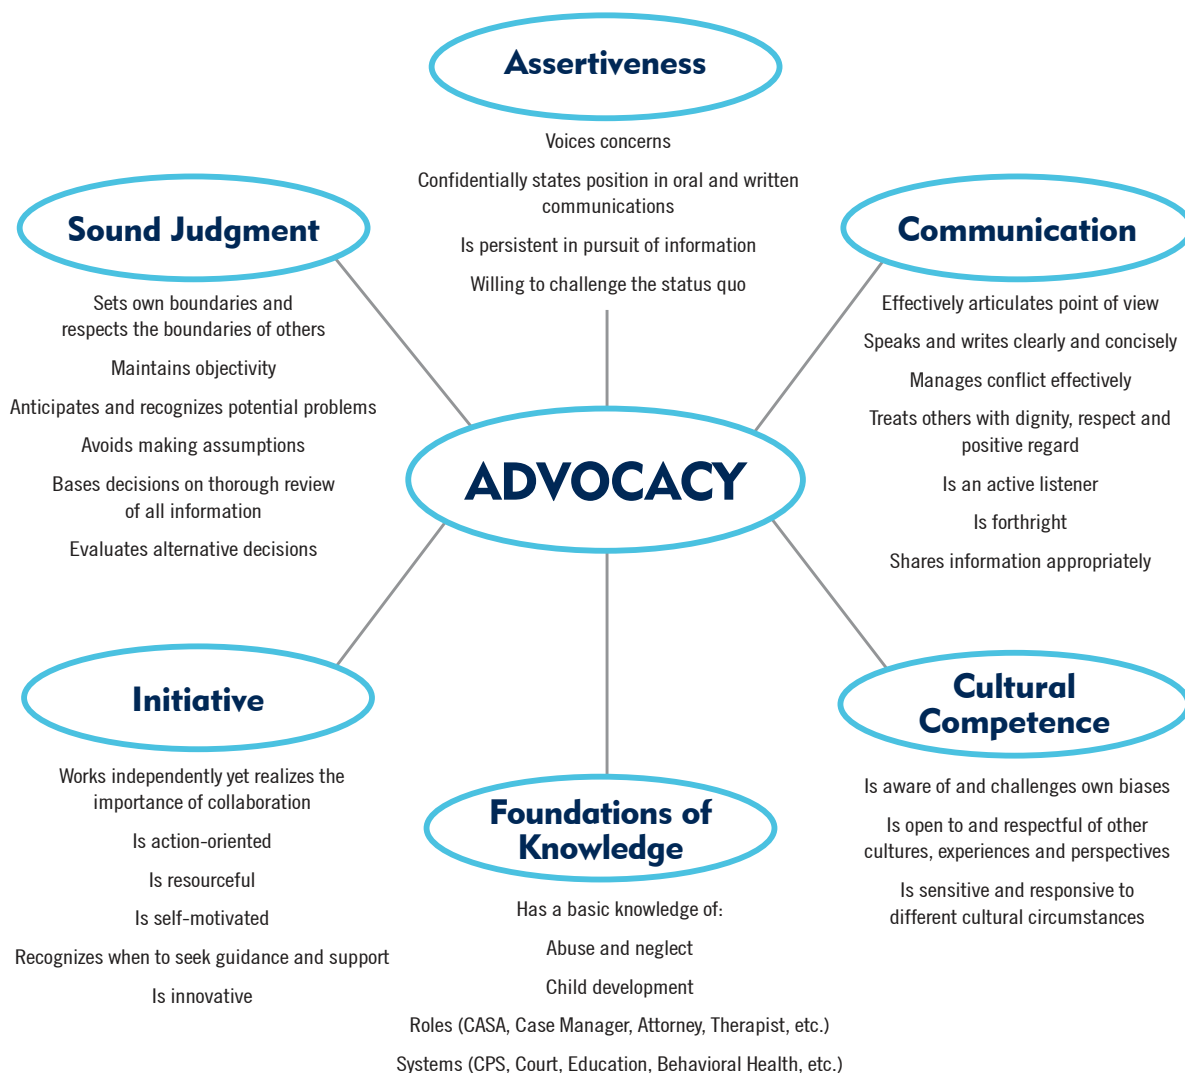 Assertiveness
Voices concerns
Confidentially states position in oral and written
communications
Is persistent in pursuit of information
Willing to challenge the status quo
Sound Judgment
Sets own boundaries and
respects the boundaries of others
Maintains objectivity
Anticipates and recognizes potential problems
Avoids making assumptions
Bases decisions on thorough review
of all information
Evaluates alternative decisions
Communication
Effectively articulates point of view
Speaks and writes clearly and concisely
Manages conflict effectively
Treats others with dignity, respect and
positive regard
Is an active listener
Is forthright
Shares information appropriately
ADVOCACY
Initiative
Works independently yet realizes the
importance of collaboration
Is action-oriented
Is resourceful
Is self-motivated
Recognizes when to seek guidance and support
Is innovative
Foundations of
Knowledge
Has a basic knowledge of:
Abuse and neglect
Child development
Roles (CASA, Case Manager, Attorney, Therapist, etc.)
Systems (CPS, Court, Education, Behavioral Health, etc.)
Cultural
Competence
Is aware of and challenges own biases
Is open to and respectful of other
cultures, experiences and perspectives
Is sensitive and responsive to
different cultural circumstances